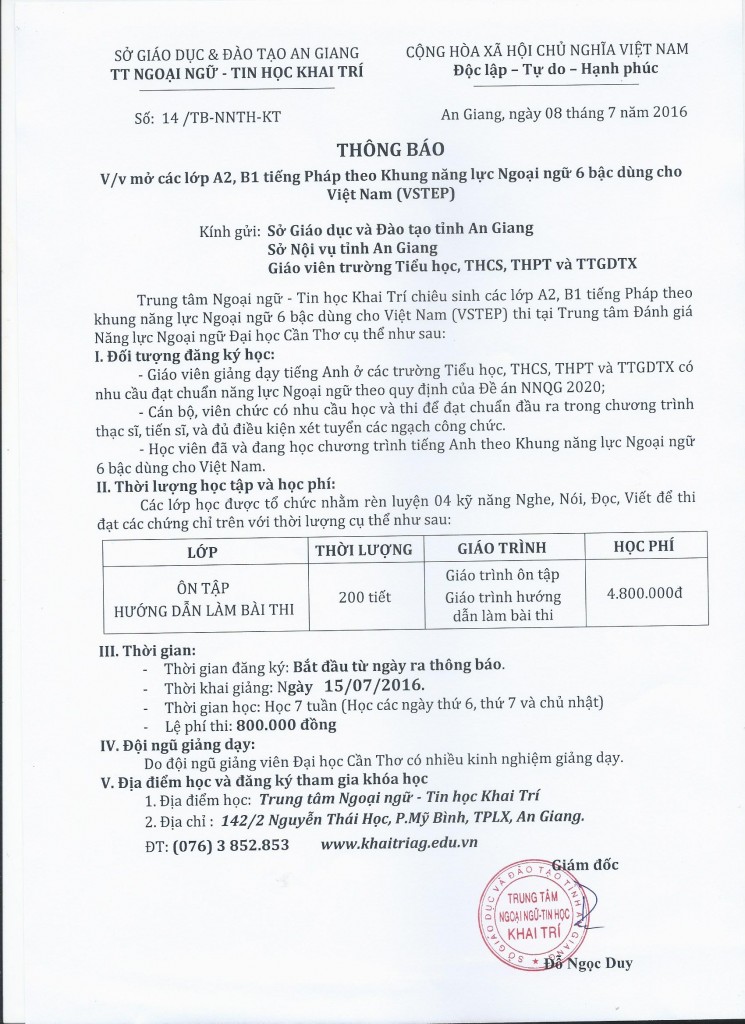 SỞ GIÁO DỤC & ĐÀO TẠO AN GIANG
TT NGOẠI NGỮ - TIN HỌC KHAI TRÍ
CỘNG HÒA XÃ HỘI CHỦ NGHĨA VIỆT NAM
Độc lập – Tự do – Hạnh phúc
Số: 14 /TB-NNTH-KT
An Giang, ngày 08 tháng 7 năm 2016
THÔNG BÁO
V/v mở các lớp A2, B1 tiếng Pháp theo Khung năng lực Ngoại ngữ 6 bậc dùng cho
Việt Nam (VSTEP)
Kính gửi: Sở Giáo dục và Đào tạo tỉnh An Giang
Sở Nội vụ tỉnh An Giang
Giáo viên trường Tiểu học, THCS, THPT và TTGDTX
Trung tâm Ngoại ngữ - Tin học Khai Trí chiêu sinh các lớp A2, B1 tiếng Pháp theo
khung năng lực Ngoại ngữ 6 bậc dùng cho Việt Nam (VSTEP) thi tại Trung tâm Đánh giá
Năng lực Ngoại ngữ Đại học Cần Thơ cụ thể như sau:
I. Đối tượng đăng ký học:
- Giáo viên giảng dạy tiếng Anh ở các trường Tiểu học, THCS, THPT và TTGDTX có
nhu cầu đạt chuẩn năng lực Ngoại ngữ theo quy định của Đề án NNQG 2020;
- Cán bộ, viên chức có nhu cầu học và thi để đạt chuẩn đầu ra trong chương trình
thạc sĩ, tiến sĩ, và đủ điều kiện xét tuyển các ngạch công chức.
- Học viên đã và đang học chương trình tiếng Anh theo Khung năng lực Ngoại ngữ
6 bậc dùng cho Việt Nam.
II. Thời lượng học tập và học phí:
Các lớp học được tổ chức nhằm rèn luyện 04 kỹ năng Nghe, Nói, Đọc, Viết để thi
đạt các chứng chỉ trên với thời lượng cụ thể như sau:
LỚP THỜI LƯỢNG GIÁO TRÌNH HỌC PHÍ
ÔN TẬP
HƯỚNG DẪN LÀM BÀI THI
200 tiết
Giáo trình ôn tập
Giáo trình hướng
dẫn làm bài thi
4.800.000đ
III. Thời gian:
- Thời gian đăng ký: Bắt đầu từ ngày ra thông báo.
- Thời khai giảng: Ngày 15/07/2016.
- Thời gian học: Học 7 tuần (Học các ngày thứ 6, thứ 7 và chủ nhật)
- Lệ phí thi: 800.000 đồng
IV. Đội ngũ giảng dạy:
Do đội ngũ giảng viên Đại học Cần Thơ có nhiều kinh nghiệm giảng dạy.
V. Địa điểm học và đăng ký tham gia khóa học
1. Địa điểm học: Trung tâm Ngoại ngữ - Tin học Khai Trí
2. Địa chỉ : 142/2 Nguyễn Thái Học, P.Mỹ Bình, TPLX, An Giang.
ĐT: (076) 3 852.853 www.khaitriag.edu.vn
Giám đốc
SỞ GIÁO DỤC VÀ ĐÀO TẠO TỈNH AN GIANG
TRUNG TÂM
NGOẠI NGỮ-TIN HỌC
KHAI TRÍ
Đỗ Ngọc Duy